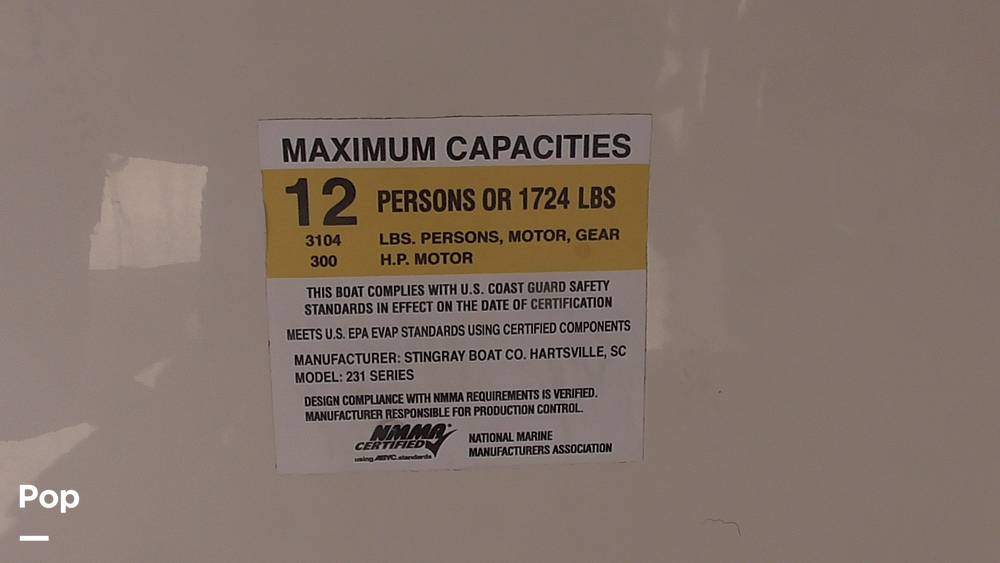 MAXIMUM CAPACITIES
12 PERSONS OR 1724 LBS
3104 LBS. PERSONS, MOTOR, GEAR
300 H.P. MOTOR
THIS BOAT COMPLIES WITH U.S. COAST GUARD SAFETY
STANDARDS IN EFFECT ON THE DATE OF CERTIFICATION
MEETS U.S. EPA EVAP STANDARDS USING CERTIFIED COMPONENTS
MANUFACTURER: STINGRAY BOAT CO. HARTSVILLE, SC
MODEL: 231 SERIES
DESIGN COMPLIANCE WITH NMMA REQUIREMENTS IS VERIFIED.
MANUFACTURER RESPONSIBLE FOR PRODUCTION CONTROL.
NMMA®
CERTIFIED
using ABYC standards
NATIONAL MARINE
MANUFACTURERS ASSOCIATION
Pop